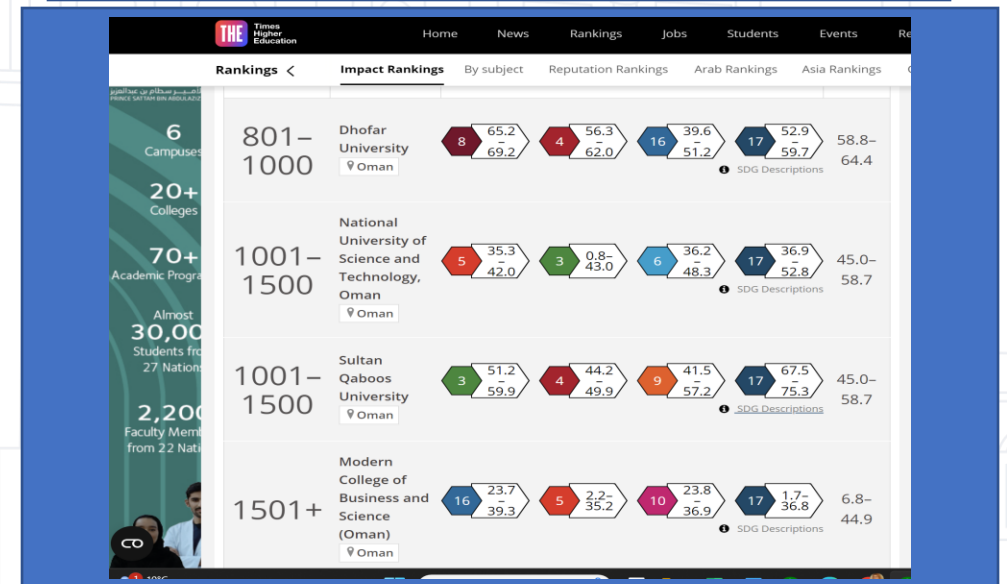 THE Times Higher Education
Home News Rankings Jobs Students Events Re
Rankings < Impact Rankings By subject Reputation Rankings Arab Rankings Asia Rankings
PRINCE SATTAM BIN ABDULAZIZ
6
Campuses
20+
Colleges
70+
Academic Progra
Almost
30,00
Students fro
27 Nations
2,200
Faculty Memb
from 22 Nati
801–
1000
Dhofar
University
Oman
8 65.2 – 69.2
4 56.3 – 62.0
16 39.6 – 51.2
17 52.9 – 59.7
SDG Descriptions
58.8–
64.4
1001–
1500
National
University of
Science and
Technology,
Oman
Oman
5 35.3 – 42.0
3 0.8– 43.0
6 36.2 – 48.3
17 36.9 – 52.8
SDG Descriptions
45.0–
58.7
1001–
1500
Sultan
Qaboos
University
Oman
3 51.2 – 59.9
4 44.2 – 49.9
9 41.5 – 57.2
17 67.5 – 75.3
SDG Descriptions
45.0–
58.7
1501+
Modern
College of
Business and
Science
(Oman)
Oman
16 23.7 – 39.3
5 2.2– 35.2
10 23.8 – 36.9
17 1.7– 36.8
SDG Descriptions
6.8–
44.9